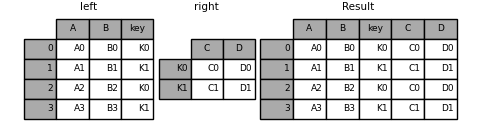 left right Result
A B key A B key C D
0 A0 B0 K0 C D 0 A0 B0 K0 C0 D0
1 A1 B1 K1 K0 C0 D0 1 A1 B1 K1 C1 D1
2 A2 B2 K0 K1 C1 D1 2 A2 B2 K0 C0 D0
3 A3 B3 K1 3 A3 B3 K1 C1 D1